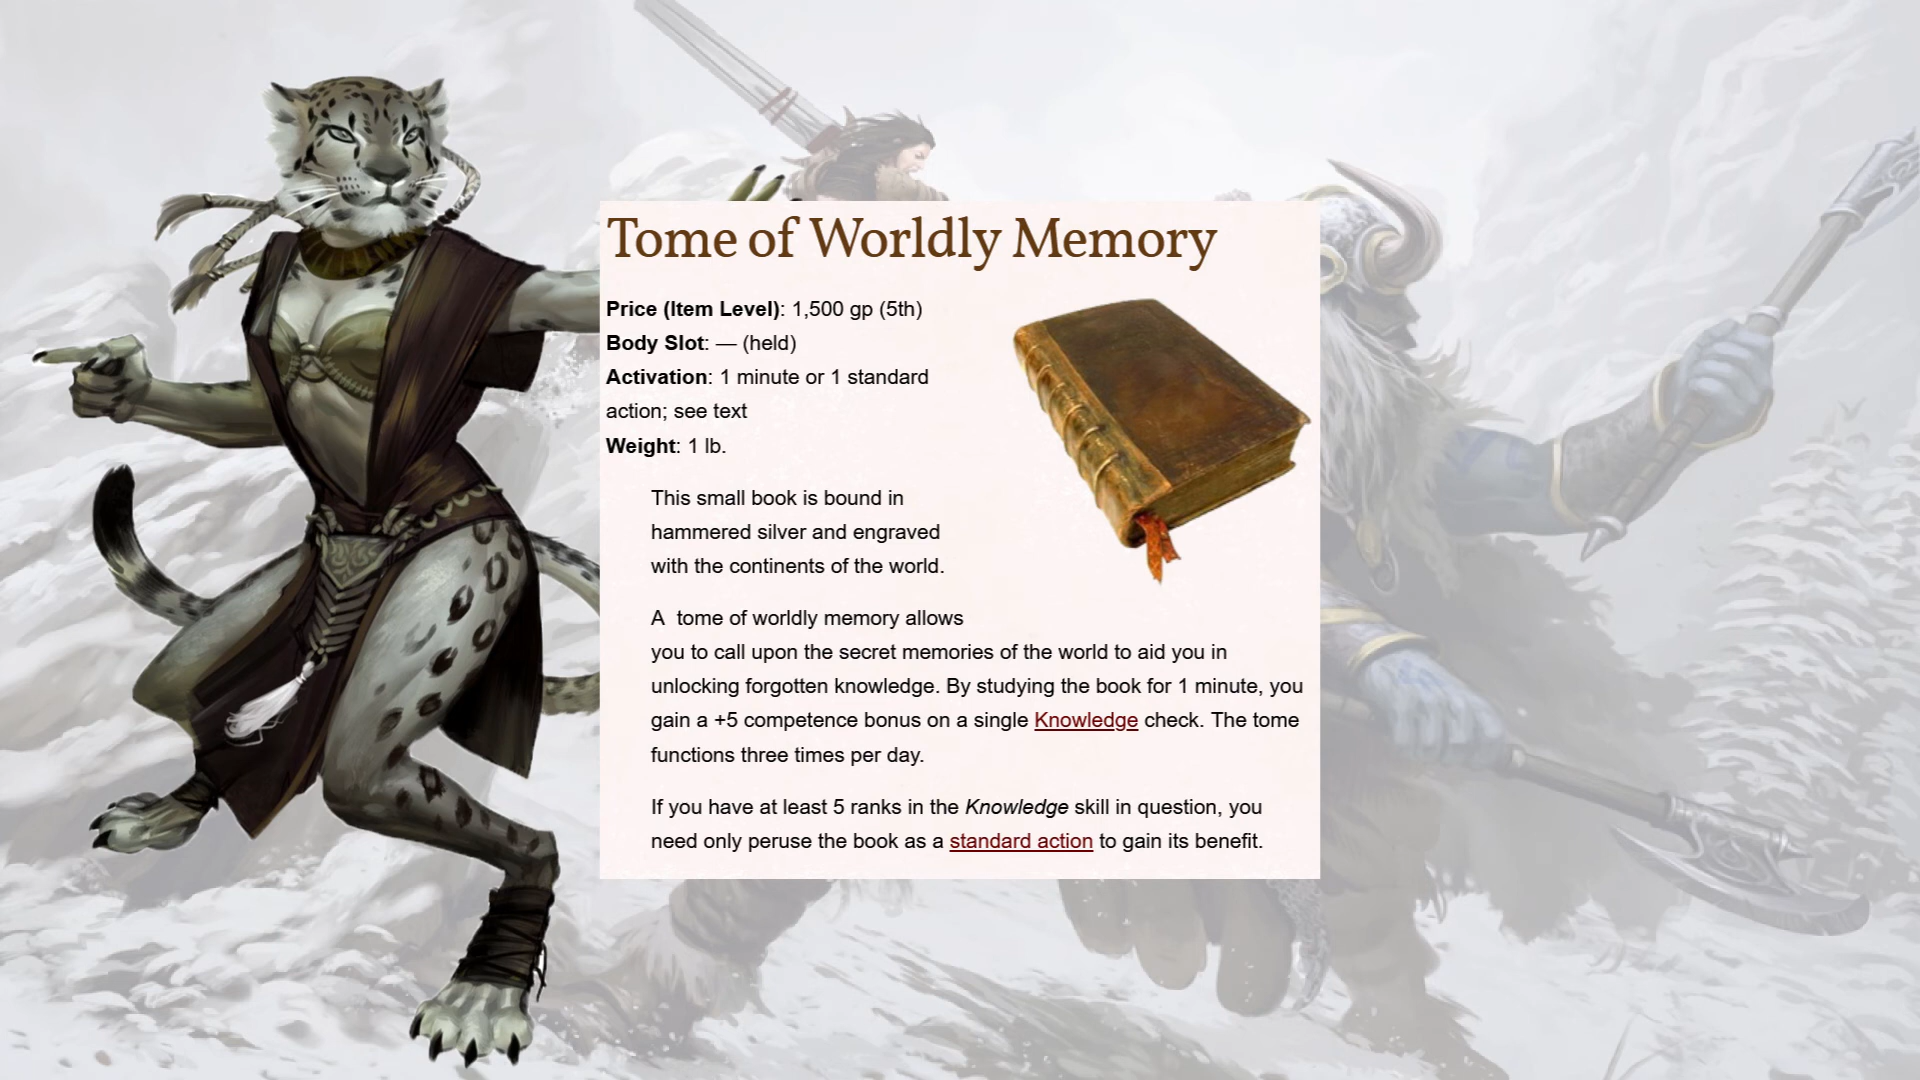 Tome of Worldly Memory
Price (Item Level): 1,500 gp (5th)
Body Slot: — (held)
Activation: 1 minute or 1 standard
action; see text
Weight: 1 lb.
This small book is bound in
hammered silver and engraved
with the continents of the world.
A  tome of worldly memory allows
you to call upon the secret memories of the world to aid you in
unlocking forgotten knowledge. By studying the book for 1 minute, you
gain a +5 competence bonus on a single Knowledge check. The tome
functions three times per day.
If you have at least 5 ranks in the Knowledge skill in question, you
need only peruse the book as a standard action to gain its benefit.